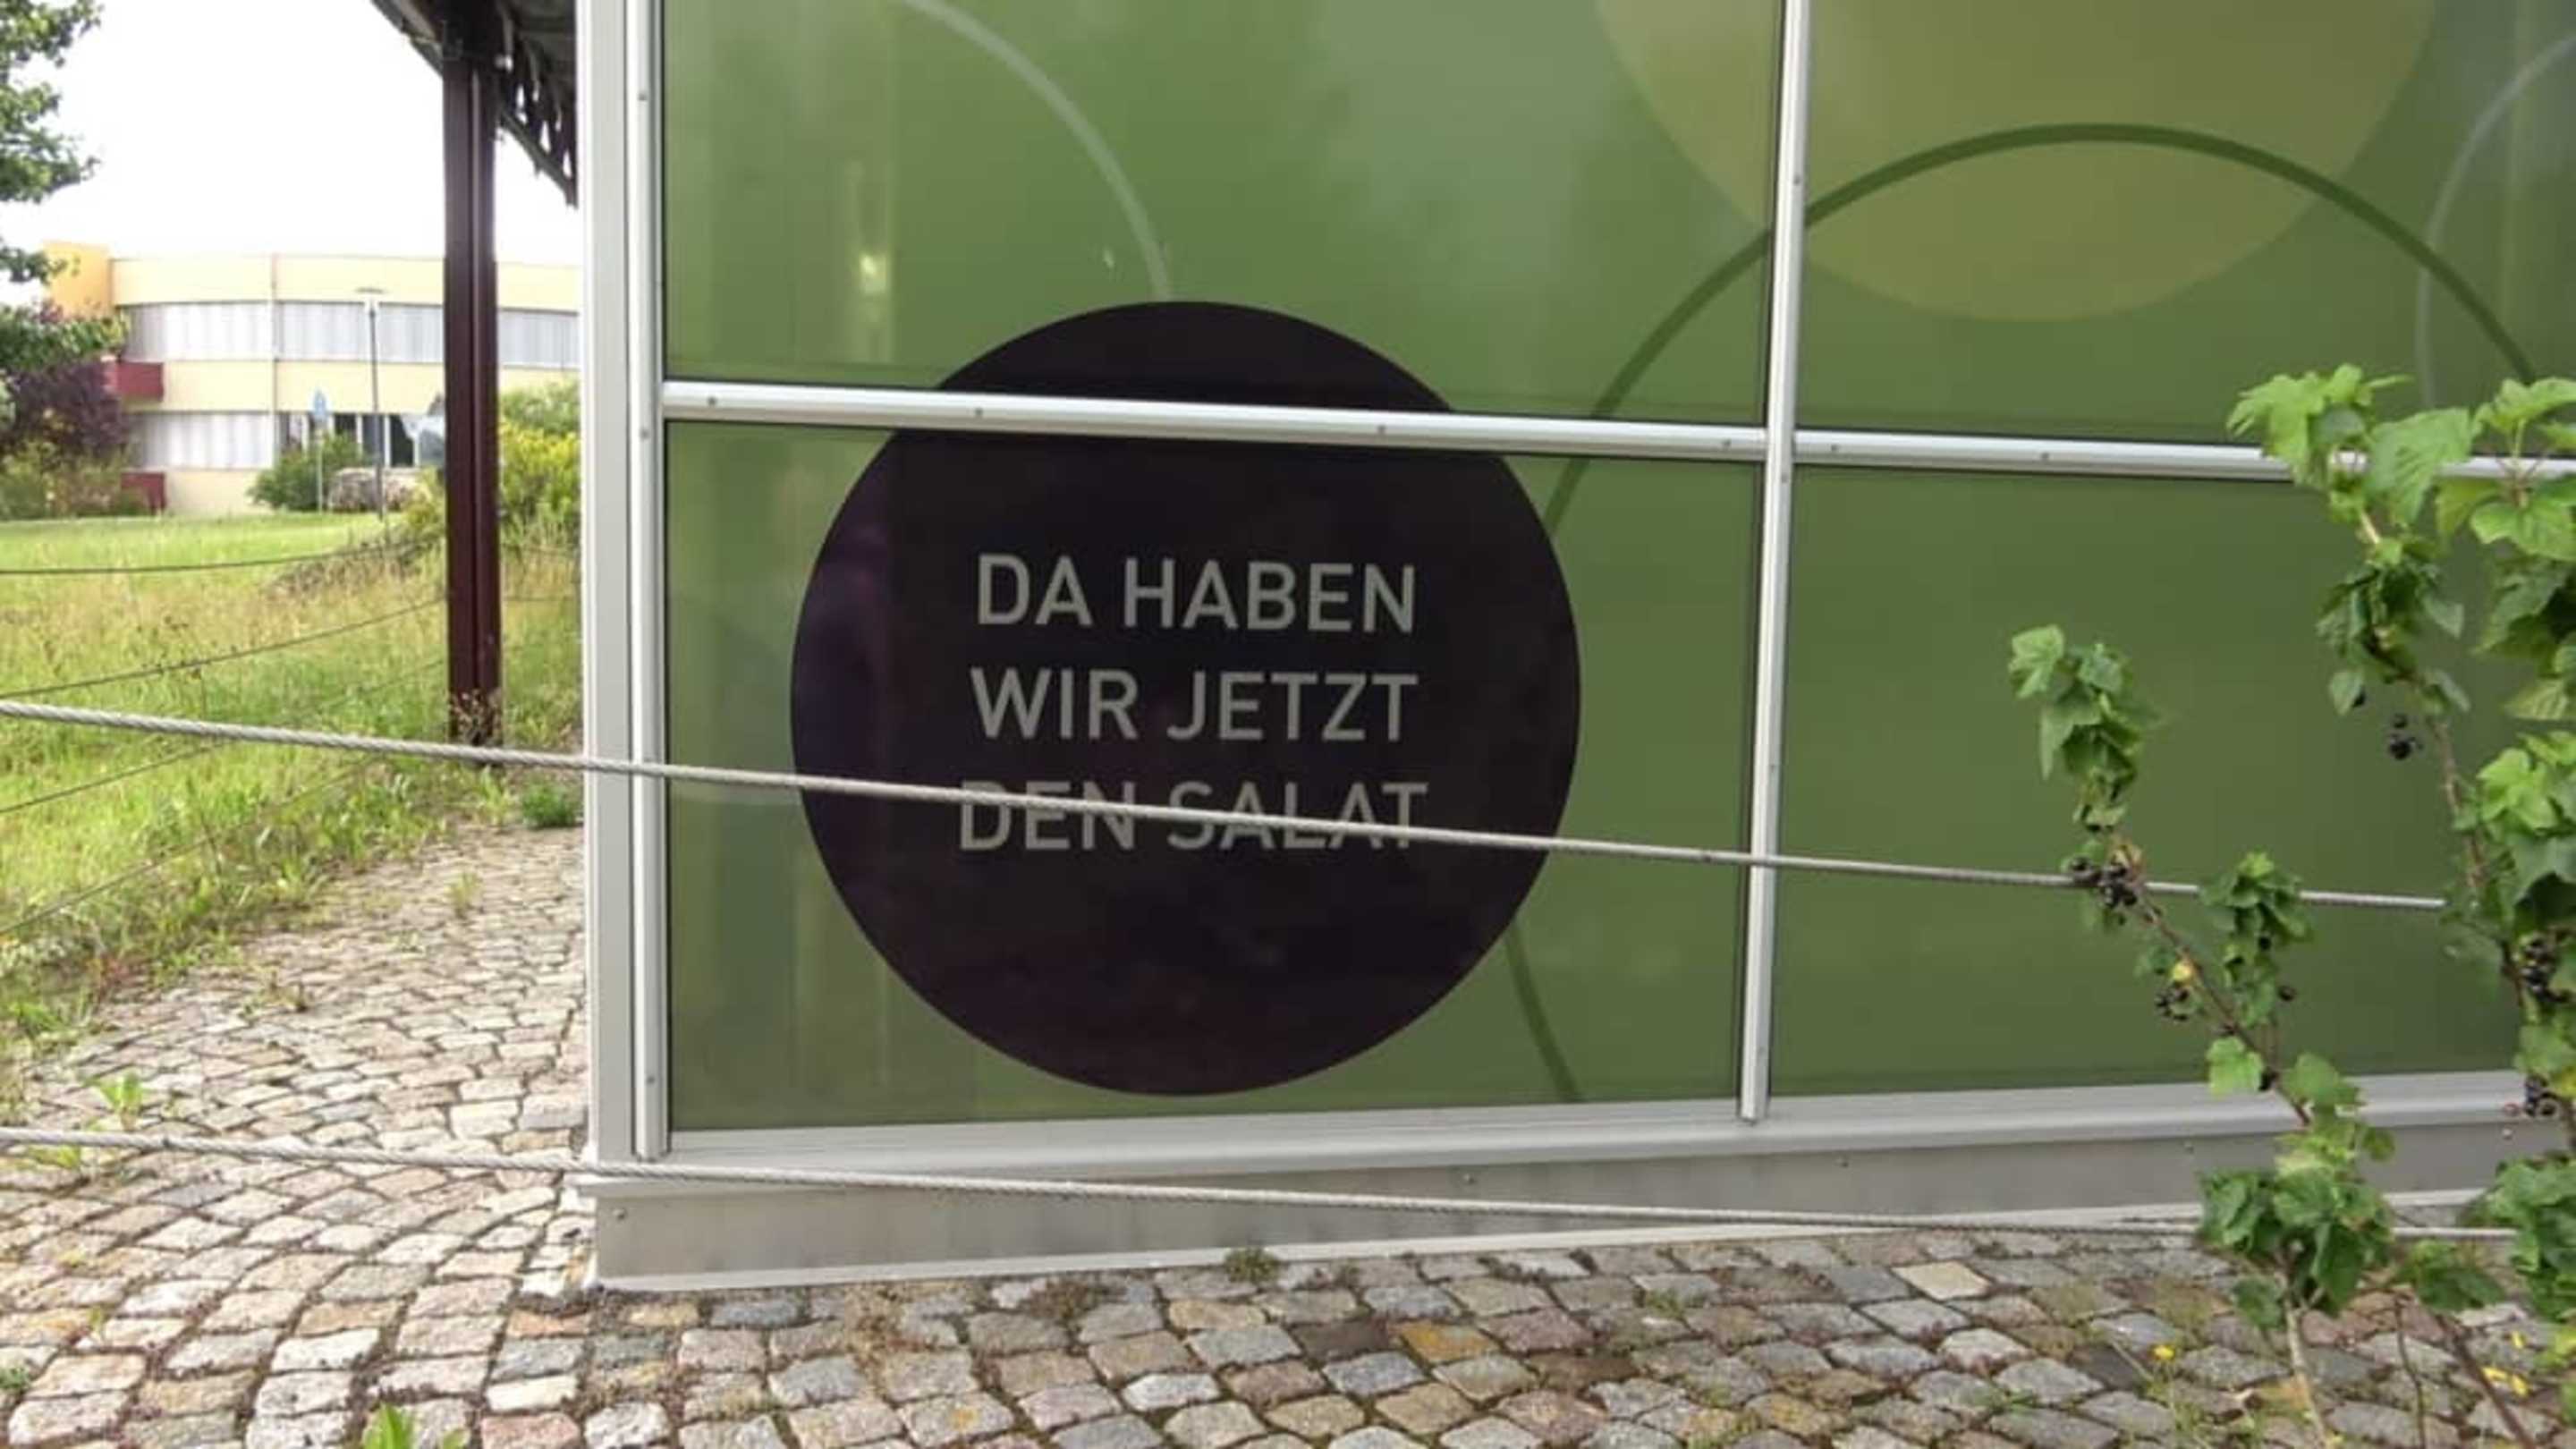 DA HABEN
WIR JETZT
DEN SALAT